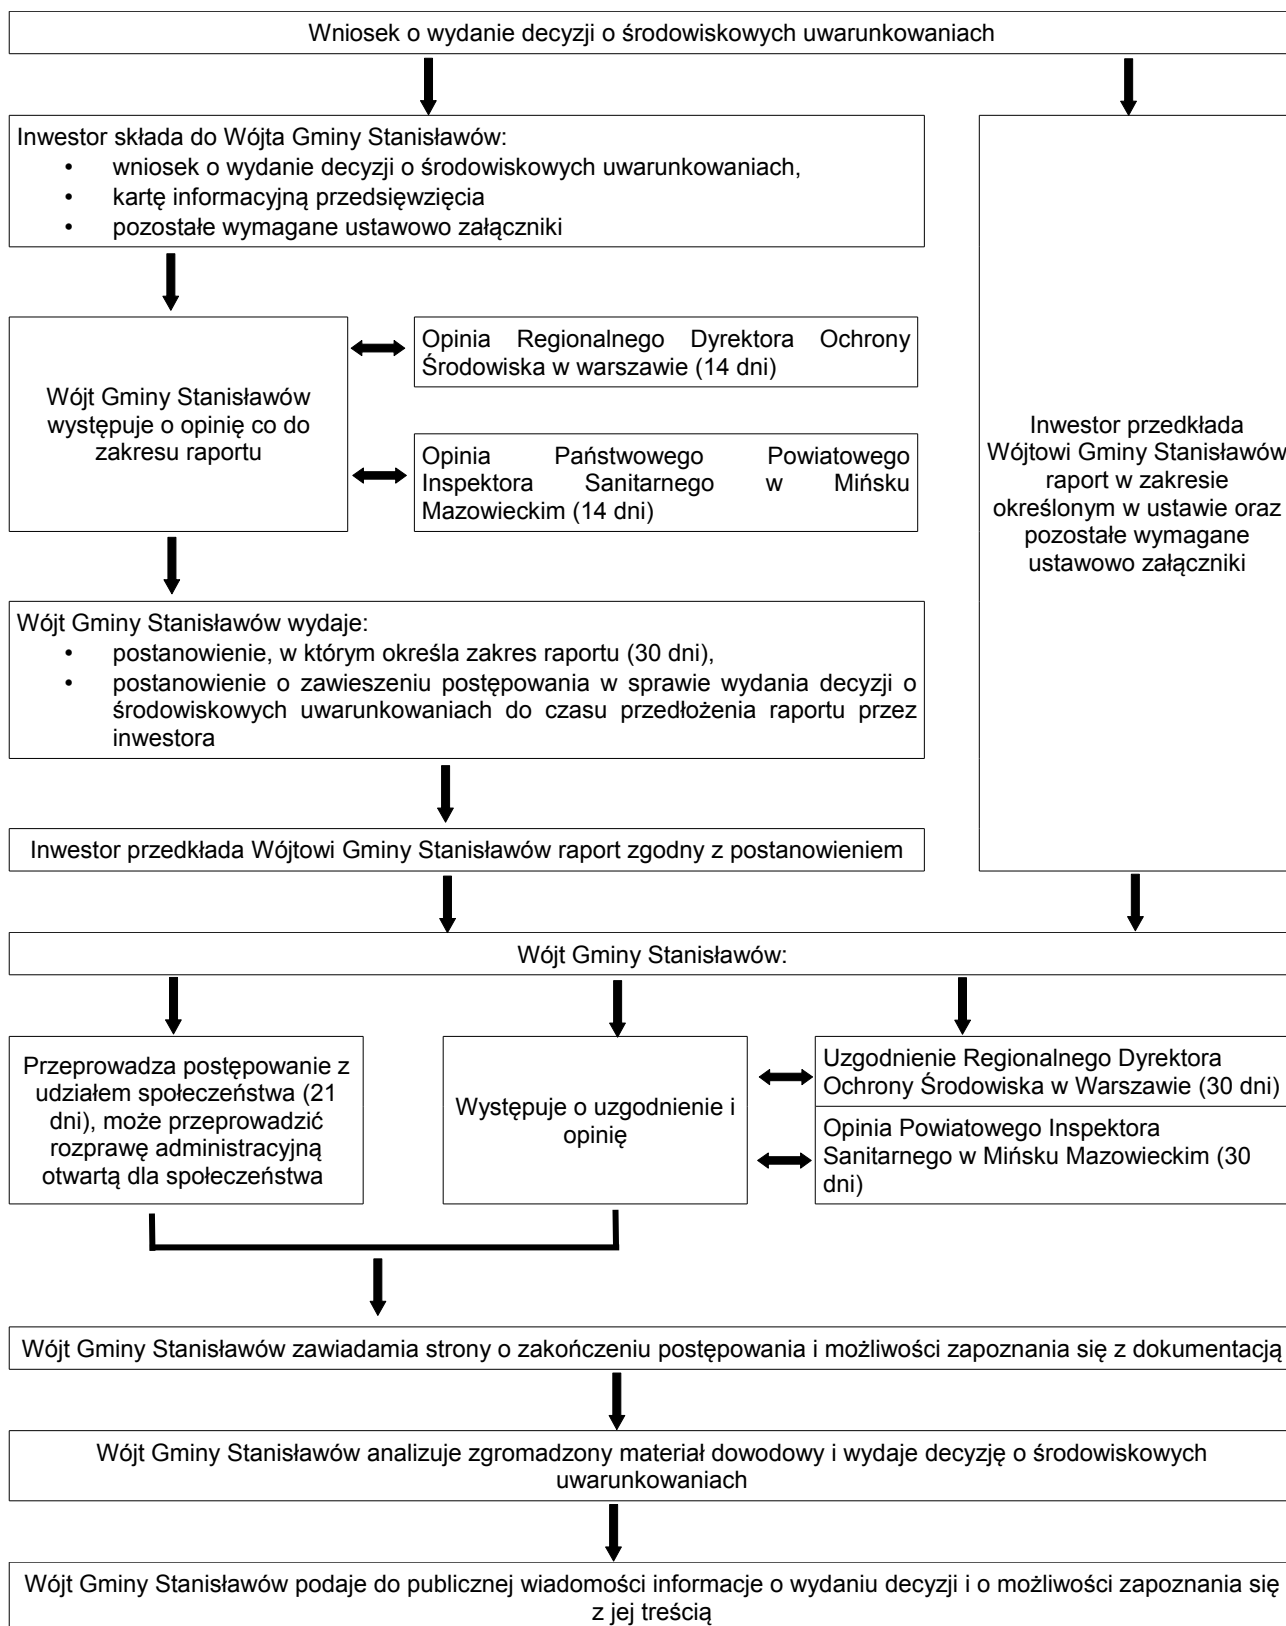 Wniosek o wydanie decyzji o środowiskowych uwarunkowaniach
Inwestor składa do Wójta Gminy Stanisławów:
• wniosek o wydanie decyzji o środowiskowych uwarunkowaniach,
• kartę informacyjną przedsięwzięcia
• pozostałe wymagane ustawowo załączniki
Wójt Gminy Stanisławów
występuje o opinię co do
zakresu raportu
Opinia Regionalnego Dyrektora Ochrony
Środowiska w warszawie (14 dni)
Opinia Państwowego Powiatowego
Inspektora Sanitarnego w Mińsku
Mazowieckim (14 dni)
Inwestor przedkłada
Wójtowi Gminy Stanisławów
raport w zakresie
określonym w ustawie oraz
pozostałe wymagane
ustawowo załączniki
Wójt Gminy Stanisławów wydaje:
• postanowienie, w którym określa zakres raportu (30 dni),
• postanowienie o zawieszeniu postępowania w sprawie wydania decyzji o
środowiskowych uwarunkowaniach do czasu przedłożenia raportu przez
inwestora
Inwestor przedkłada Wójtowi Gminy Stanisławów raport zgodny z postanowieniem
Wójt Gminy Stanisławów:
Przeprowadza postępowanie z
udziałem społeczeństwa (21
dni), może przeprowadzić
rozprawę administracyjną
otwartą dla społeczeństwa
Występuje o uzgodnienie i
opinię
Uzgodnienie Regionalnego Dyrektora
Ochrony Środowiska w Warszawie (30 dni)
Opinia Powiatowego Inspektora
Sanitarnego w Mińsku Mazowieckim (30
dni)
Wójt Gminy Stanisławów zawiadamia strony o zakończeniu postępowania i możliwości zapoznania się z dokumentacją
Wójt Gminy Stanisławów analizuje zgromadzony materiał dowodowy i wydaje decyzję o środowiskowych
uwarunkowaniach
Wójt Gminy Stanisławów podaje do publicznej wiadomości informacje o wydaniu decyzji i o możliwości zapoznania się
z jej treścią